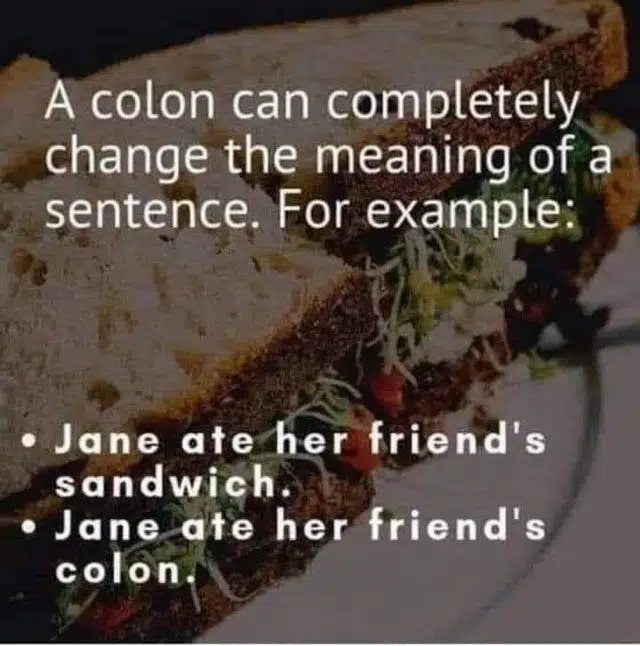 A colon can completely
change the meaning of a
sentence. For example:
• Jane ate her friend's
sandwich.
• Jane ate her friend's
colon.